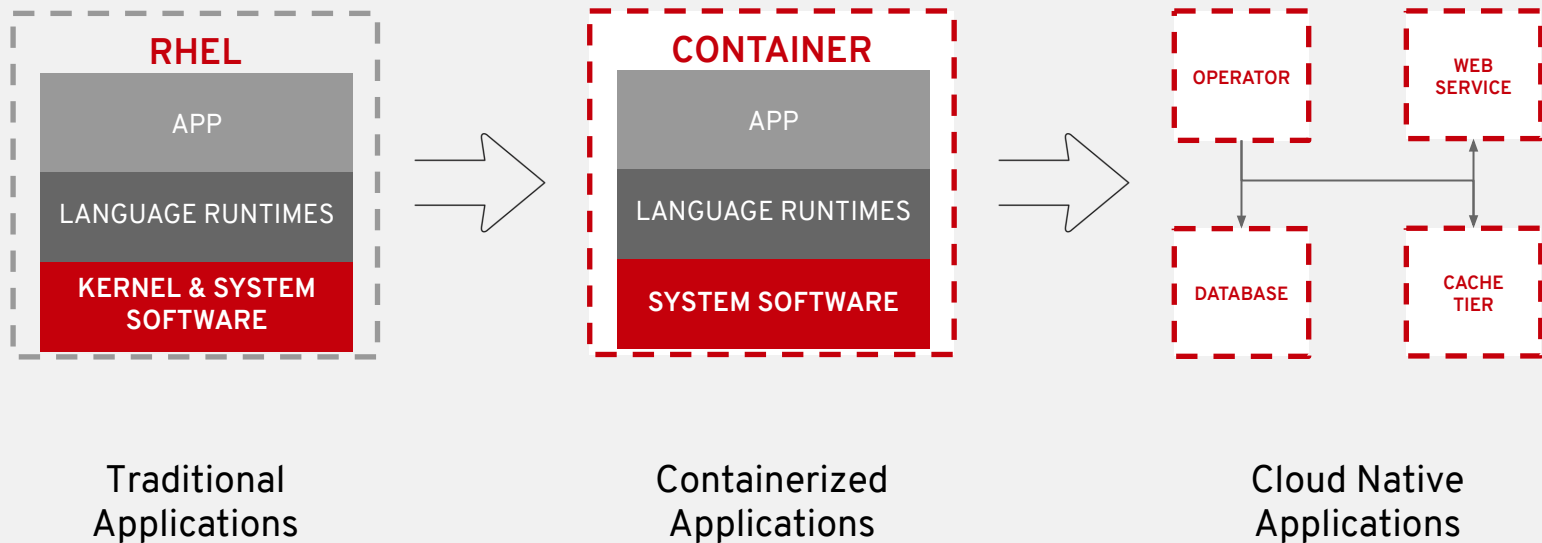 RHEL
APP
LANGUAGE RUNTIMES
KERNEL & SYSTEM
SOFTWARE
Traditional
Applications
CONTAINER
APP
LANGUAGE RUNTIMES
SYSTEM SOFTWARE
Containerized
Applications
OPERATOR
WEB
SERVICE
DATABASE
CACHE
TIER
Cloud Native
Applications